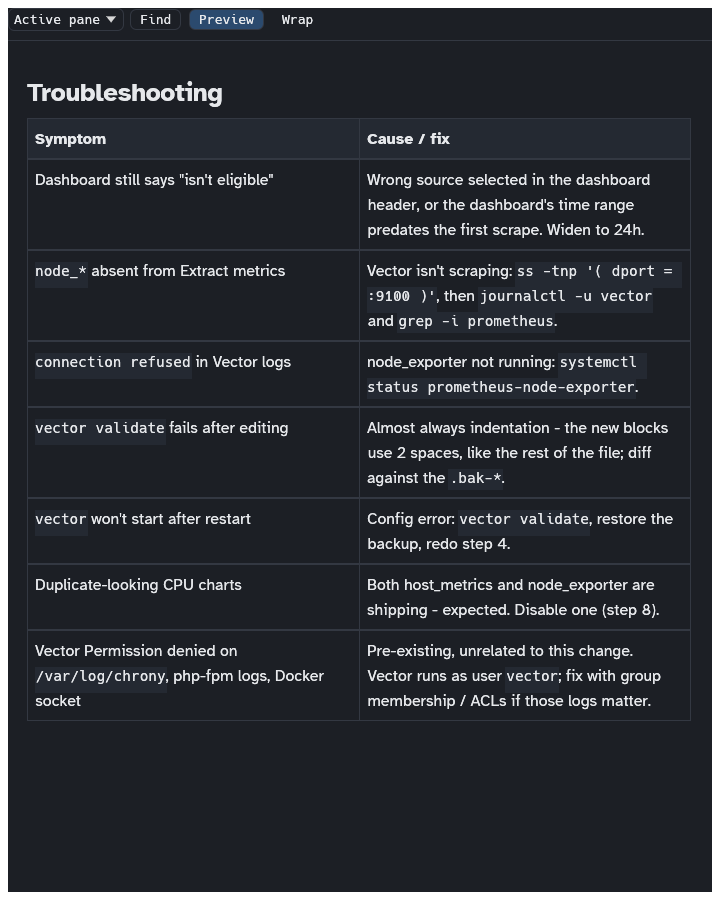 Active pane Find Preview Wrap
Troubleshooting
Symptom Cause / fix
Dashboard still says "isn't eligible" Wrong source selected in the dashboard
header, or the dashboard's time range
predates the first scrape. Widen to 24h.
node_* absent from Extract metrics Vector isn't scraping: ss -tnp '( dport =
:9100 )', then journalctl -u vector
and grep -i prometheus.
connection refused in Vector logs node_exporter not running: systemctl
status prometheus-node-exporter.
vector validate fails after editing Almost always indentation - the new blocks
use 2 spaces, like the rest of the file; diff
against the .bak-*.
vector won't start after restart Config error: vector validate, restore the
backup, redo step 4.
Duplicate-looking CPU charts Both host_metrics and node_exporter are
shipping - expected. Disable one (step 8).
Vector Permission denied on Pre-existing, unrelated to this change.
/var/log/chrony, php-fpm logs, Docker Vector runs as user vector; fix with group
socket membership / ACLs if those logs matter.